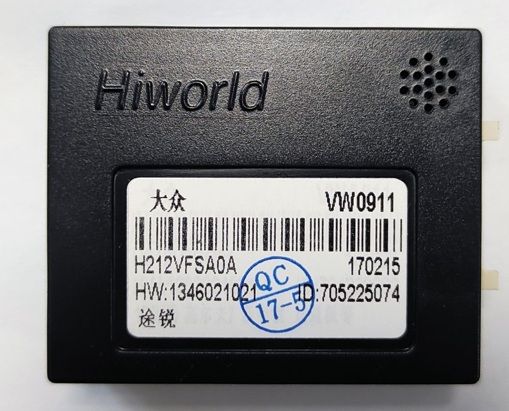 Hiworld
大众 VW0911
H212VFSA0A 170215
HW:1346021021 ID:705225074
QC
17-5
途锐